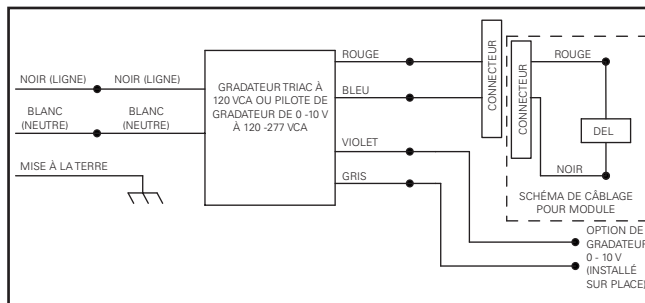 NOIR (LIGNE)
NOIR (LIGNE)
BLANC
(NEUTRE)
BLANC
(NEUTRE)
MISE À LA TERRE
GRADATEUR TRIAC À
120 VCA OU PILOTE DE
GRADATEUR DE 0 -10 V
À 120 -277 VCA
ROUGE
BLEU
VIOLET
GRIS
CONNECTEUR
CONNECTEUR
ROUGE
DEL
NOIR
SCHÉMA DE CÂBLAGE
POUR MODULE
OPTION DE
GRADATEUR
0 - 10 V
(INSTALLÉ
SUR PLACE)